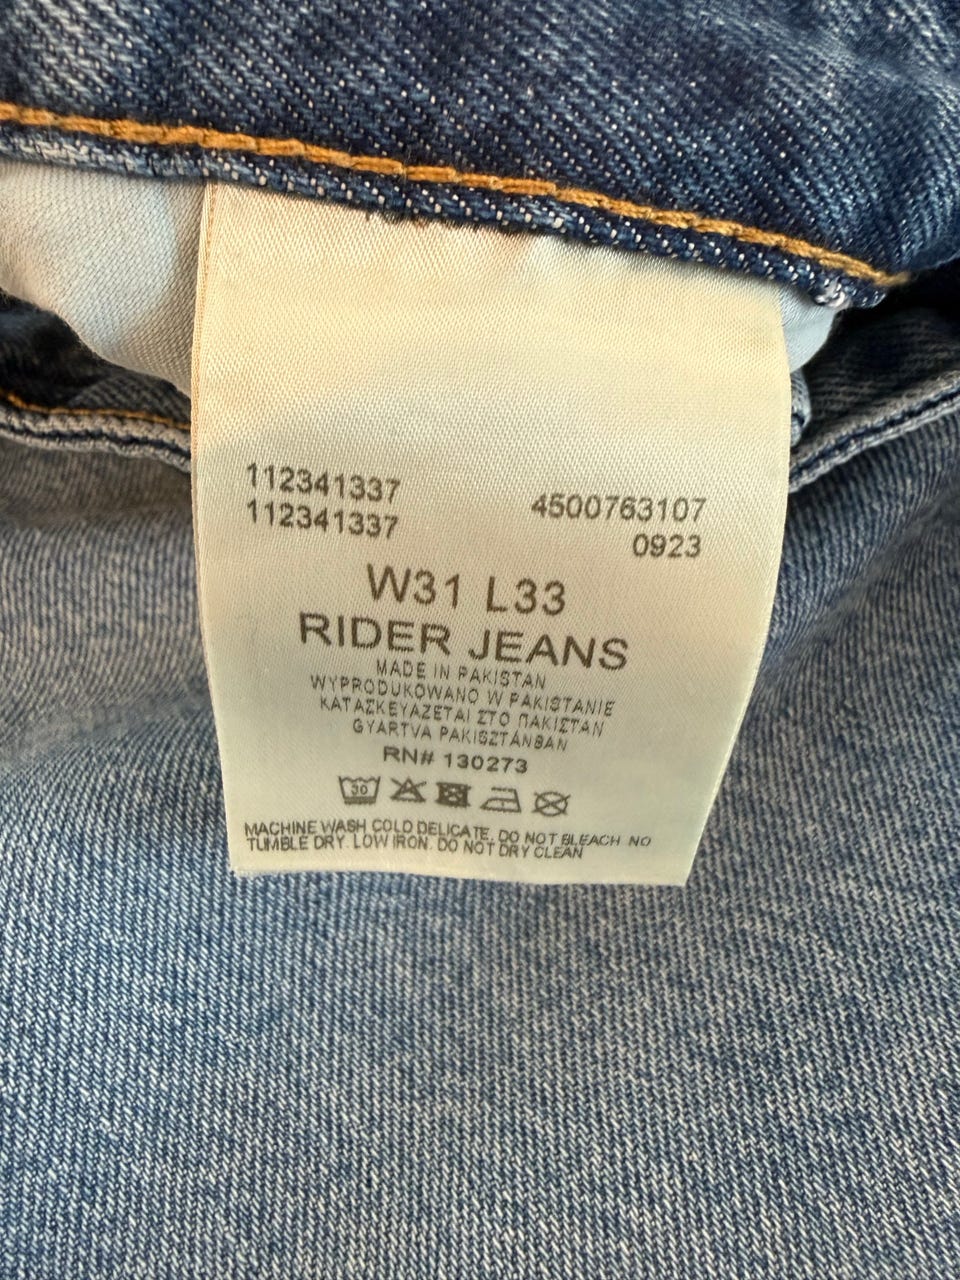 112341337
112341337
4500763107
0923
W31 L33
RIDER JEANS
MADE IN PAKISTAN
WYPRODUKOWANO W PAKISTANIE
ΚΑΤΑΣΚΕΥΑΖΕΤΑΙ ΣΤΟ ΠΑΚΙΣΤΑΝ
GYÁRTVA PAKISZTÁNBAN
RN# 130273
30
MACHINE WASH COLD DELICATE. DO NOT BLEACH NO
TUMBLE DRY. LOW IRON. DO NOT DRY CLEAN